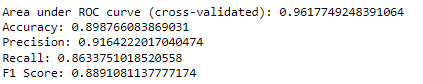 Area under ROC curve (cross-validated): 0.9617749248391064
Accuracy: 0.898766083869031
Precision: 0.9164222017040474
Recall: 0.8633751018520558
F1 Score: 0.8891081137777174